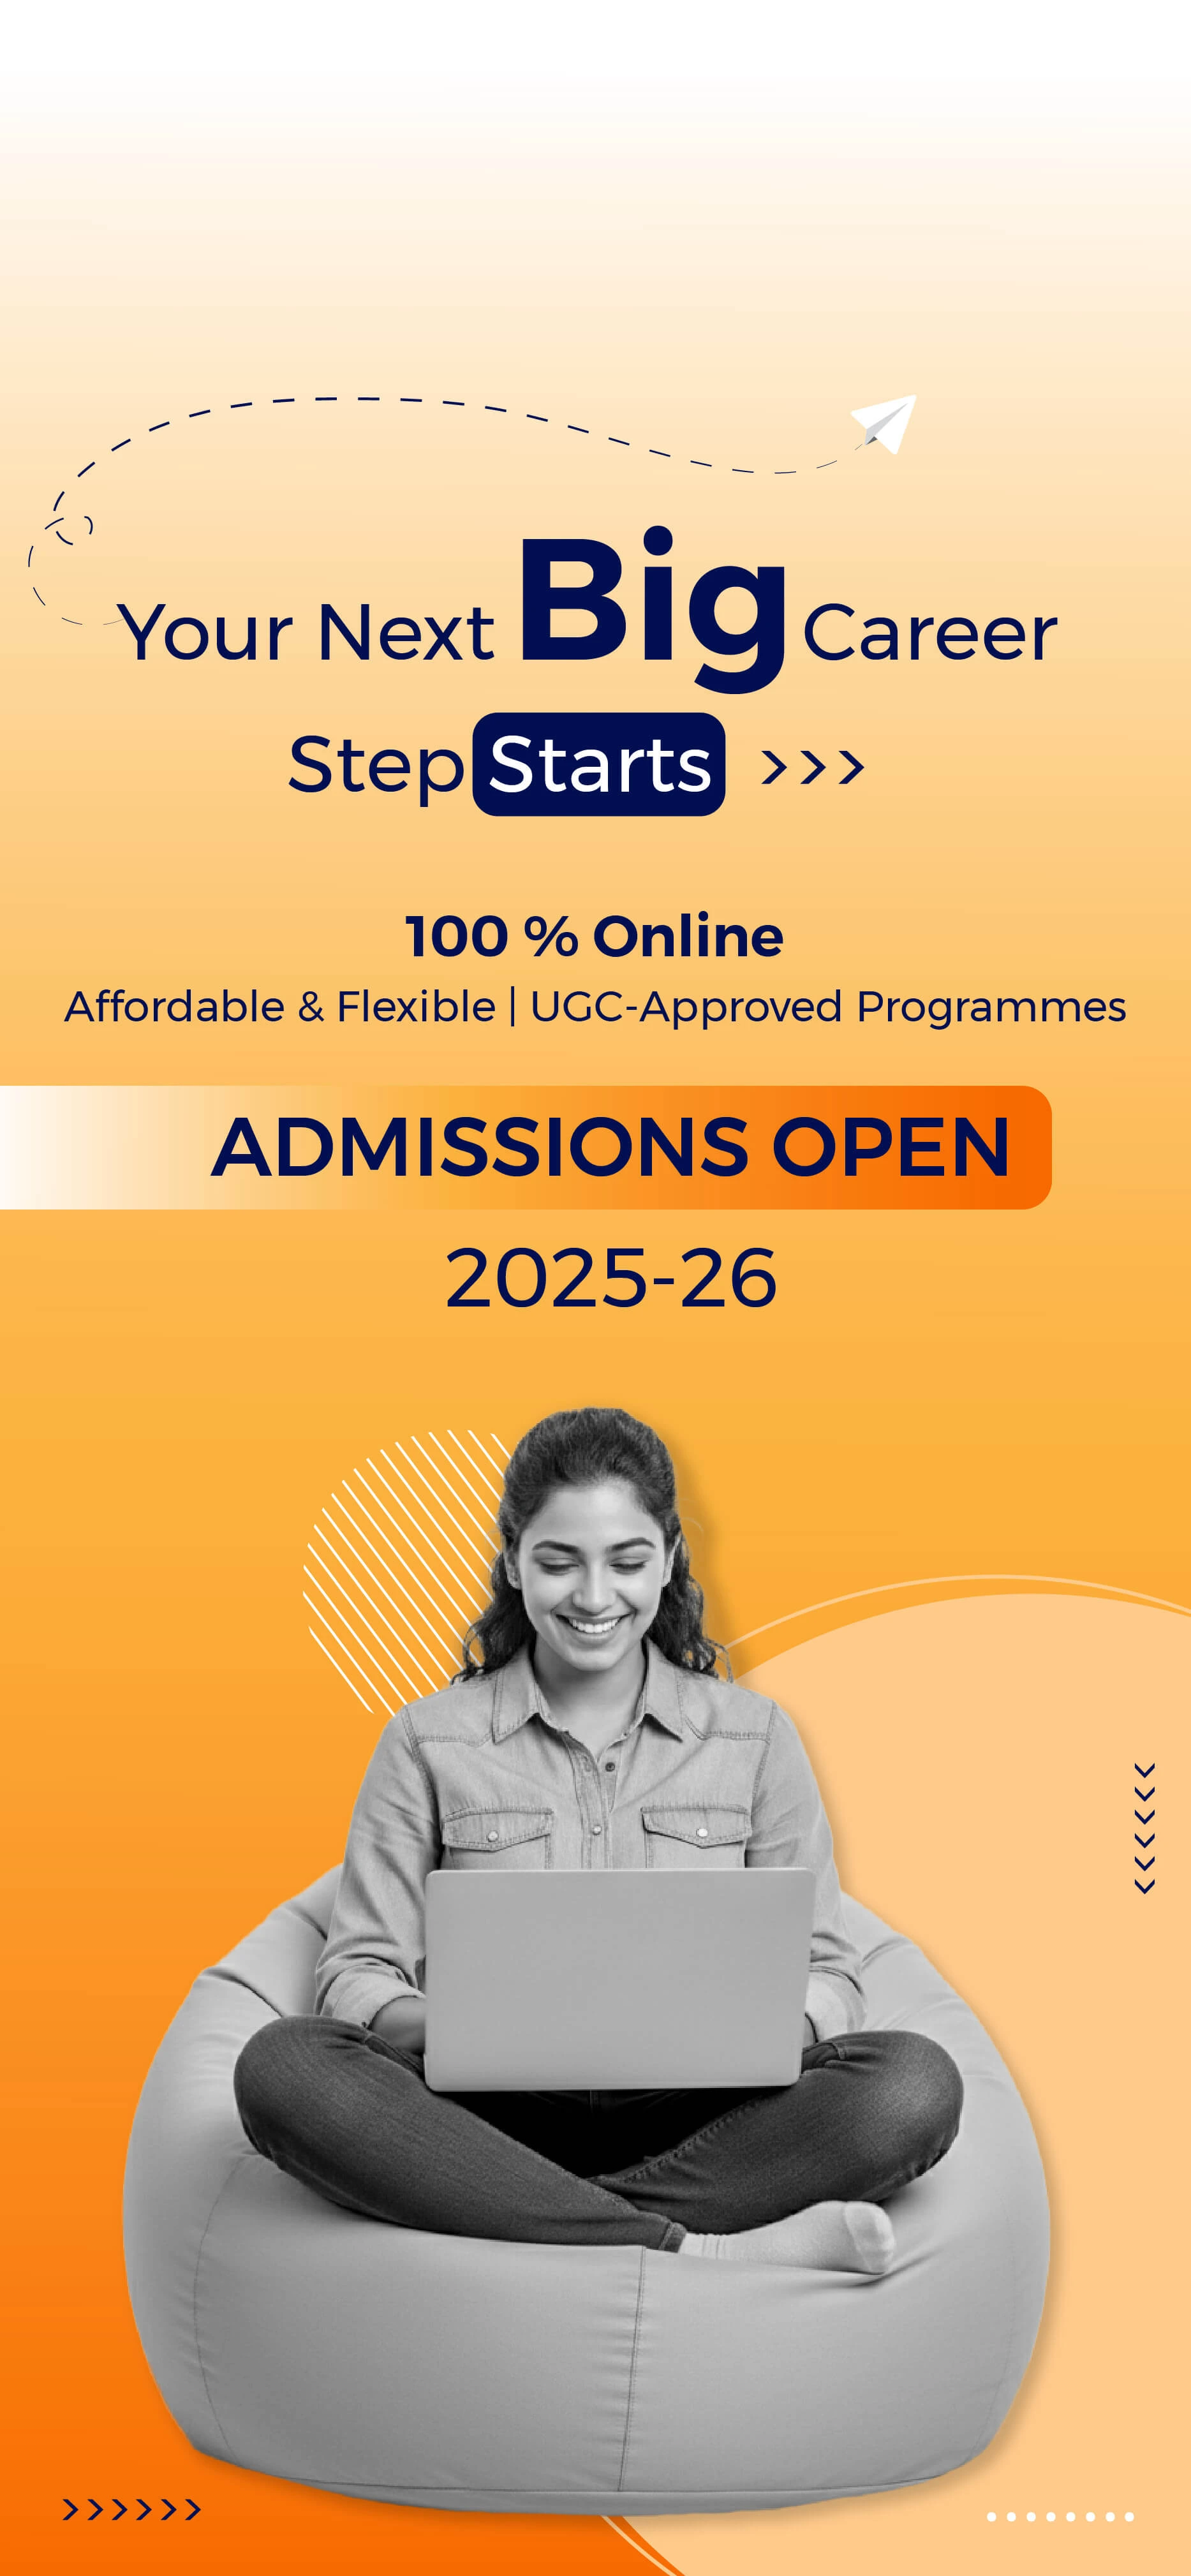 Your Next Big Career
Step Starts >>>
100 % Online
Affordable & Flexible | UGC-Approved Programmes
ADMISSIONS OPEN
2025-26